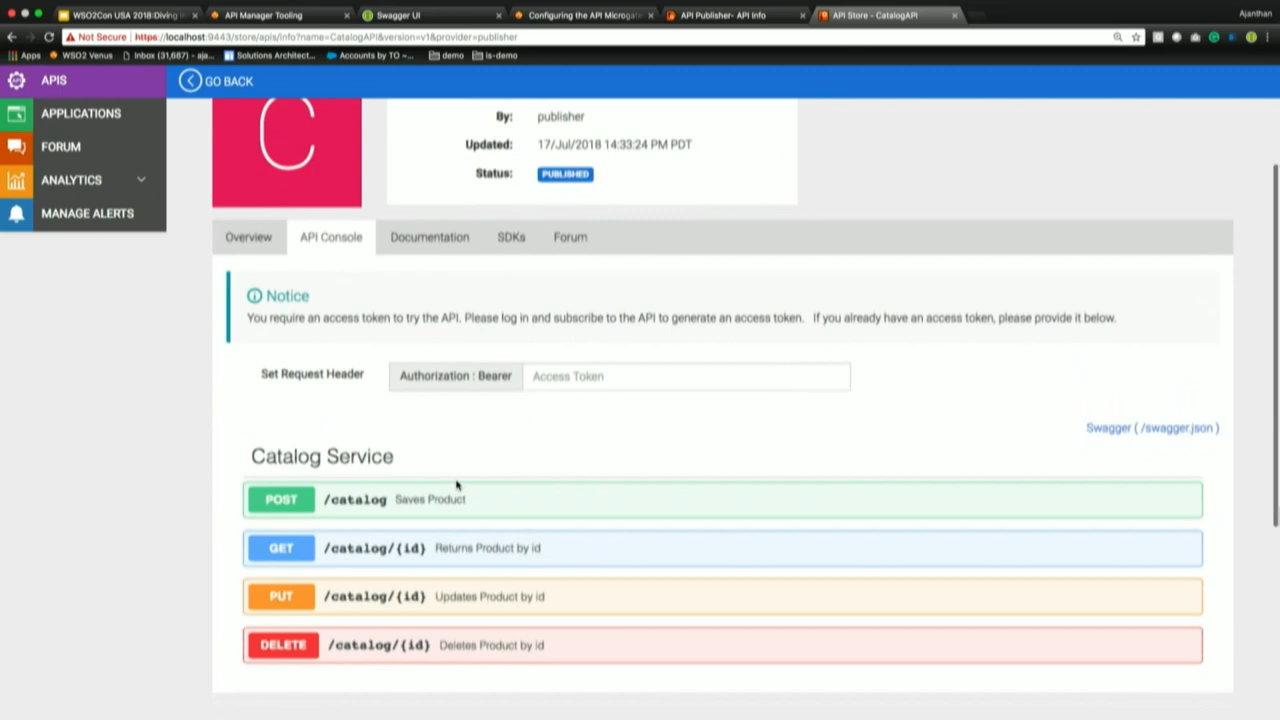 WSO2Con USA 2018:Diving
API Manager Tooling
Swagger UI
Configuring the API Microgat
API Publisher- API Info
API Store - CatalogAPI
Ajanthan
Not Secure https://localhost:9443/store/apis/info?name=CatalogAPI&version=v1&provider=publisher
Apps WSO2 Venus Inbox (31,687) - aja... Solutions Architect... Accounts by TO –... demo is-demo
APIS
GO BACK
APPLICATIONS
FORUM
ANALYTICS
MANAGE ALERTS
C
By: publisher
Updated: 17/Jul/2018 14:33:24 PM PDT
Status: PUBLISHED
Overview API Console Documentation SDKs Forum
Notice
You require an access token to try the API. Please log in and subscribe to the API to generate an access token. If you already have an access token, please provide it below.
Set Request Header Authorization : Bearer Access Token
Swagger ( /swagger.json )
Catalog Service
POST /catalog Saves Product
GET /catalog/{id} Returns Product by id
PUT /catalog/{id} Updates Product by id
DELETE /catalog/{id} Deletes Product by id